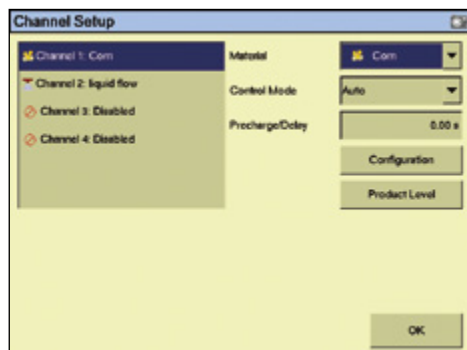 Channel Setup
Channel 1: Corn
Channel 2: liquid flow
Channel 3: Disabled
Channel 4: Disabled
Material
Corn
Control Mode
Auto
Precharge/Delay
0.00 s
Configuration
Product Level
OK